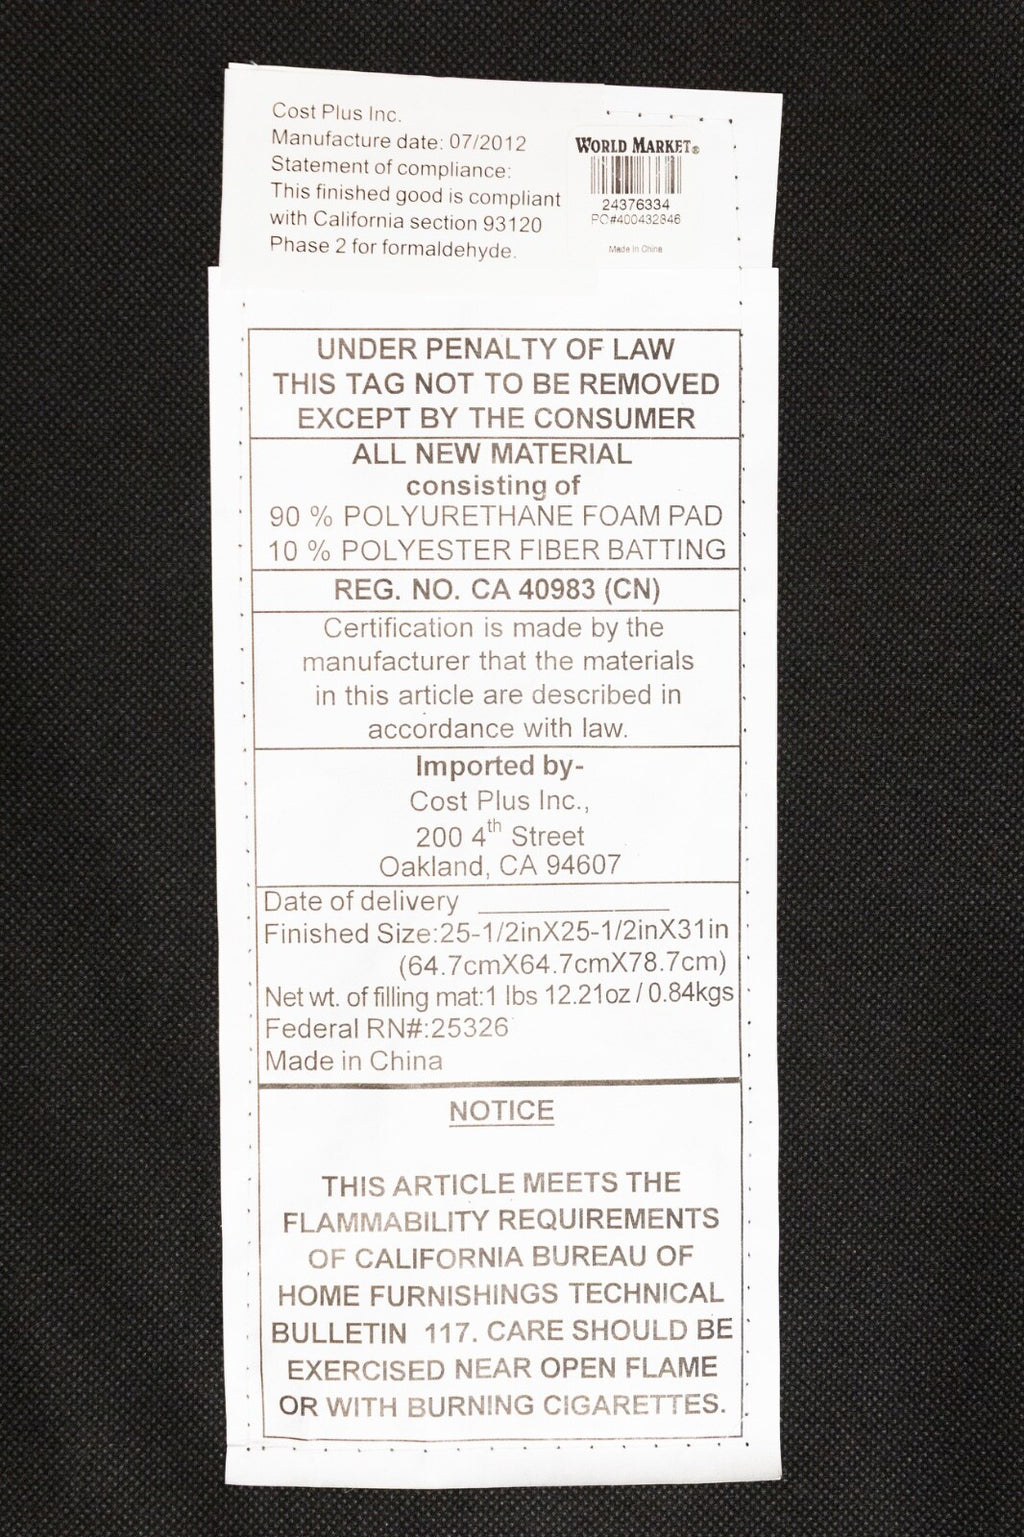 Cost Plus Inc.
Manufacture date: 07/2012
Statement of compliance:
This finished good is compliant
with California section 93120
Phase 2 for formaldehyde.
WORLD MARKET®
24376334
PO#400432846
Made In China
UNDER PENALTY OF LAW
THIS TAG NOT TO BE REMOVED
EXCEPT BY THE CONSUMER
ALL NEW MATERIAL
consisting of
90 % POLYURETHANE FOAM PAD
10 % POLYESTER FIBER BATTING
REG. NO. CA 40983 (CN)
Certification is made by the
manufacturer that the materials
in this article are described in
accordance with law.
Imported by-
Cost Plus Inc.,
200 4th Street
Oakland, CA 94607
Date of delivery ____________
Finished Size:25-1/2inX25-1/2inX31in
(64.7cmX64.7cmX78.7cm)
Net wt. of filling mat:1 lbs 12.21oz / 0.84kgs
Federal RN#:25326
Made in China
NOTICE
THIS ARTICLE MEETS THE
FLAMMABILITY REQUIREMENTS
OF CALIFORNIA BUREAU OF
HOME FURNISHINGS TECHNICAL
BULLETIN 117. CARE SHOULD BE
EXERCISED NEAR OPEN FLAME
OR WITH BURNING CIGARETTES.